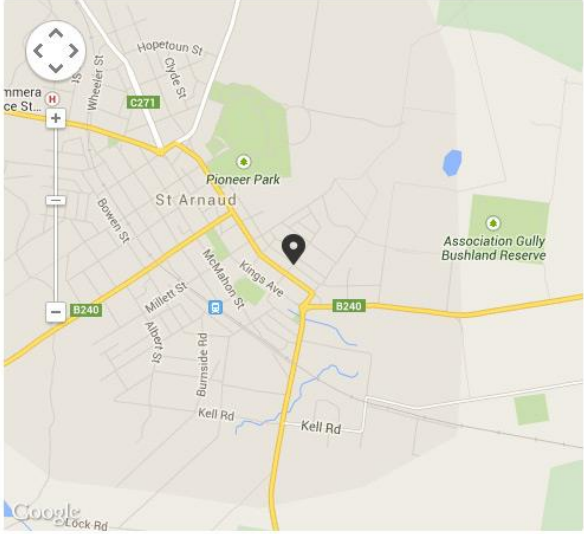 Hopetoun St
Clyde St
Wheeler St
St
mmera
ce St...
H
C271
+
Pioneer Park
St Arnaud
Bowen St
McMahon St
Kings Ave
Association Gully
Bushland Reserve
Millett St
B240
B240
−
Albert St
Burnside Rd
Kell Rd
Kell Rd
Google
Lock Rd